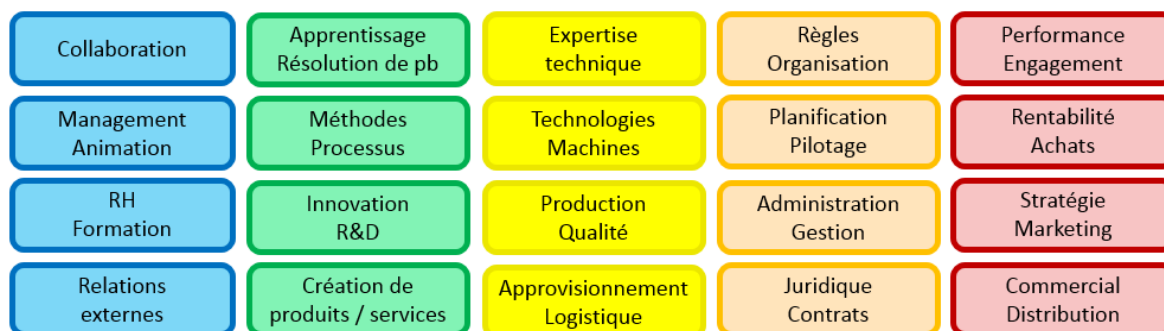 Collaboration
Apprentissage
Résolution de pb
Expertise
technique
Règles
Organisation
Performance
Engagement
Management
Animation
Méthodes
Processus
Technologies
Machines
Planification
Pilotage
Rentabilité
Achats
RH
Formation
Innovation
R&D
Production
Qualité
Administration
Gestion
Stratégie
Marketing
Relations
externes
Création de
produits / services
Approvisionnement
Logistique
Juridique
Contrats
Commercial
Distribution